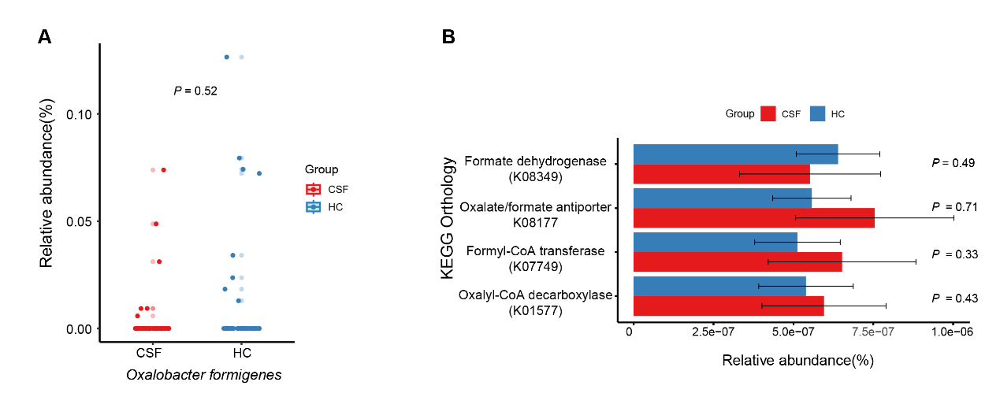 A
Relative abundance(%)
0.10
0.05
0.00
P = 0.52
CSF
HC
Oxalobacter formigenes
Group
CSF
HC
B
Group CSF HC
KEGG Orthology
Formate dehydrogenase
(K08349)
Oxalate/formate antiporter
K08177
Formyl-CoA transferase
(K07749)
Oxalyl-CoA decarboxylase
(K01577)
P = 0.49
P = 0.71
P = 0.33
P = 0.43
0 2.5e−07 5.0e−07 7.5e−07 1.0e−06
Relative abundance(%)